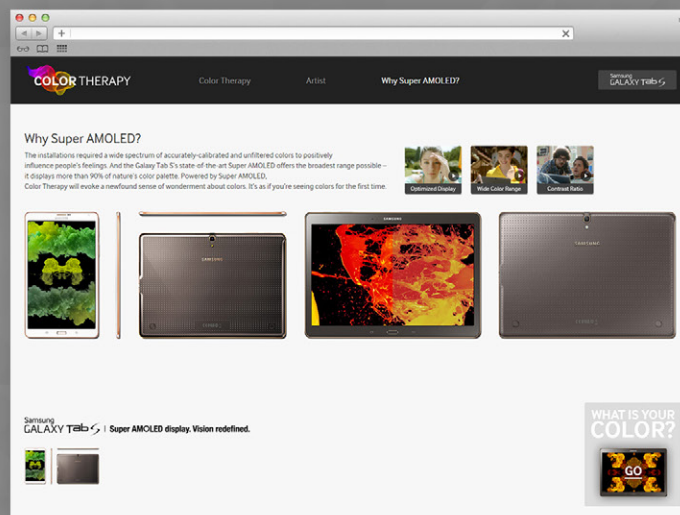 COLOR THERAPY
Color Therapy
Artist
Why Super AMOLED?
Samsung
GALAXY Tab S
Why Super AMOLED?
The installations required a wide spectrum of accurately-calibrated and unfiltered colors to positively
influence people's feelings. And the Galaxy Tab S's state-of-the-art Super AMOLED offers the broadest range possible –
it displays more than 90% of nature's color palette. Powered by Super AMOLED,
Color Therapy will evoke a newfound sense of wonderment about colors. It's as if you're seeing colors for the first time.
Optimized Display
Wide Color Range
Contrast Ratio
SAMSUNG
SAMSUNG
SAMSUNG
Samsung
GALAXY Tab S | Super AMOLED display. Vision redefined.
WHAT IS YOUR
COLOR?
GO